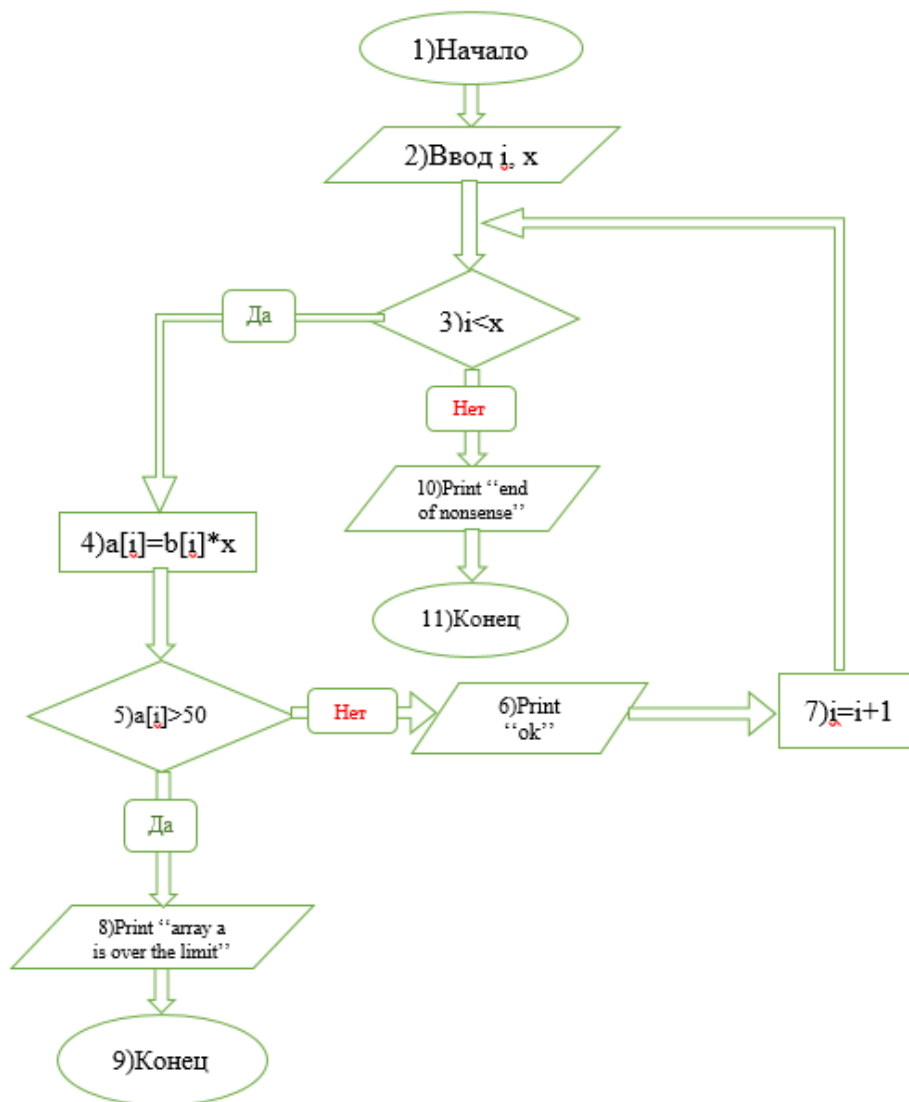 1)Начало
2)Ввод i, x
3)i<x
Да
Нет
10)Print “end
of nonsense”
11)Конец
4)a[i]=b[i]*x
5)a[i]>50
Нет
6)Print
“ok”
7)i=i+1
Да
8)Print “array a
is over the limit”
9)Конец